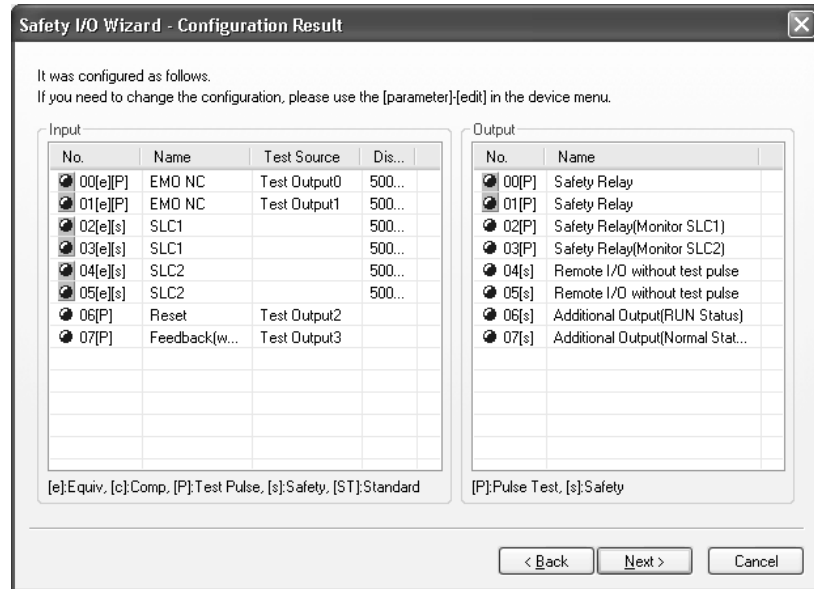 Safety I/O Wizard - Configuration Result
It was configured as follows.
If you need to change the configuration, please use the [parameter]-[edit] in the device menu.
Input
No. Name Test Source Dis...
00[e][P] EMO NC Test Output0 500...
01[e][P] EMO NC Test Output1 500...
02[e][s] SLC1 500...
03[e][s] SLC1 500...
04[e][s] SLC2 500...
05[e][s] SLC2 500...
06[P] Reset Test Output2
07[P] Feedback(w... Test Output3
[e]:Equiv, [c]:Comp, [P]:Test Pulse, [s]:Safety, [ST]:Standard
Output
No. Name
00[P] Safety Relay
01[P] Safety Relay
02[P] Safety Relay(Monitor SLC1)
03[P] Safety Relay(Monitor SLC2)
04[s] Remote I/O without test pulse
05[s] Remote I/O without test pulse
06[s] Additional Output(RUN Status)
07[s] Additional Output(Normal Stat...
[P]:Pulse Test, [s]:Safety
< Back Next > Cancel